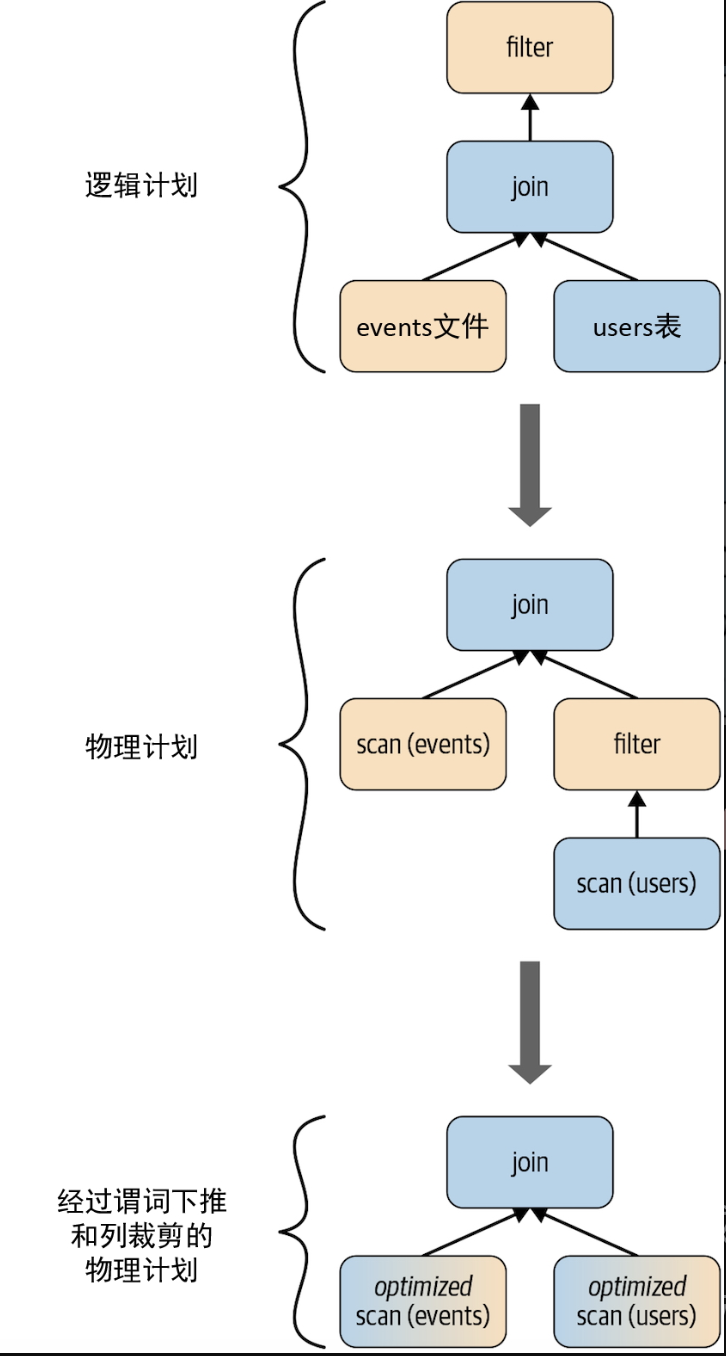 filter
逻辑计划
join
events文件
users表
join
物理计划
scan (events)
filter
scan (users)
join
经过谓词下推
和列裁剪的
物理计划
optimized
scan (events)
optimized
scan (users)